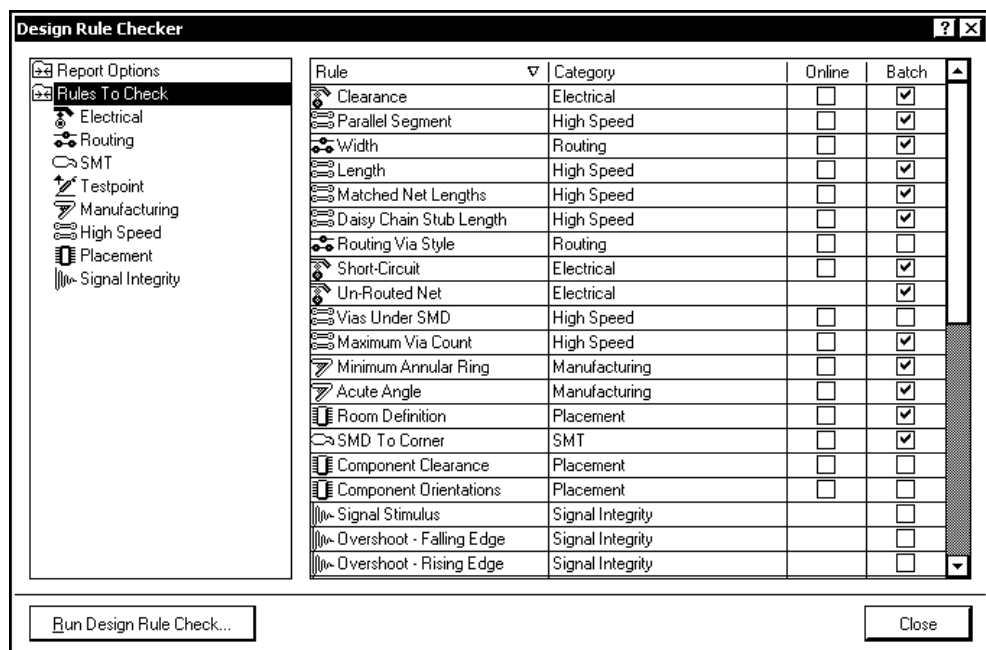 Design Rule Checker
Report Options
Rules To Check
Electrical
Routing
SMT
Testpoint
Manufacturing
High Speed
Placement
Signal Integrity
Rule Category Online Batch
Clearance Electrical
Parallel Segment High Speed
Width Routing
Length High Speed
Matched Net Lengths High Speed
Daisy Chain Stub Length High Speed
Routing Via Style Routing
Short-Circuit Electrical
Un-Routed Net Electrical
Vias Under SMD High Speed
Maximum Via Count High Speed
Minimum Annular Ring Manufacturing
Acute Angle Manufacturing
Room Definition Placement
SMD To Corner SMT
Component Clearance Placement
Component Orientations Placement
Signal Stimulus Signal Integrity
Overshoot - Falling Edge Signal Integrity
Overshoot - Rising Edge Signal Integrity
Run Design Rule Check... Close